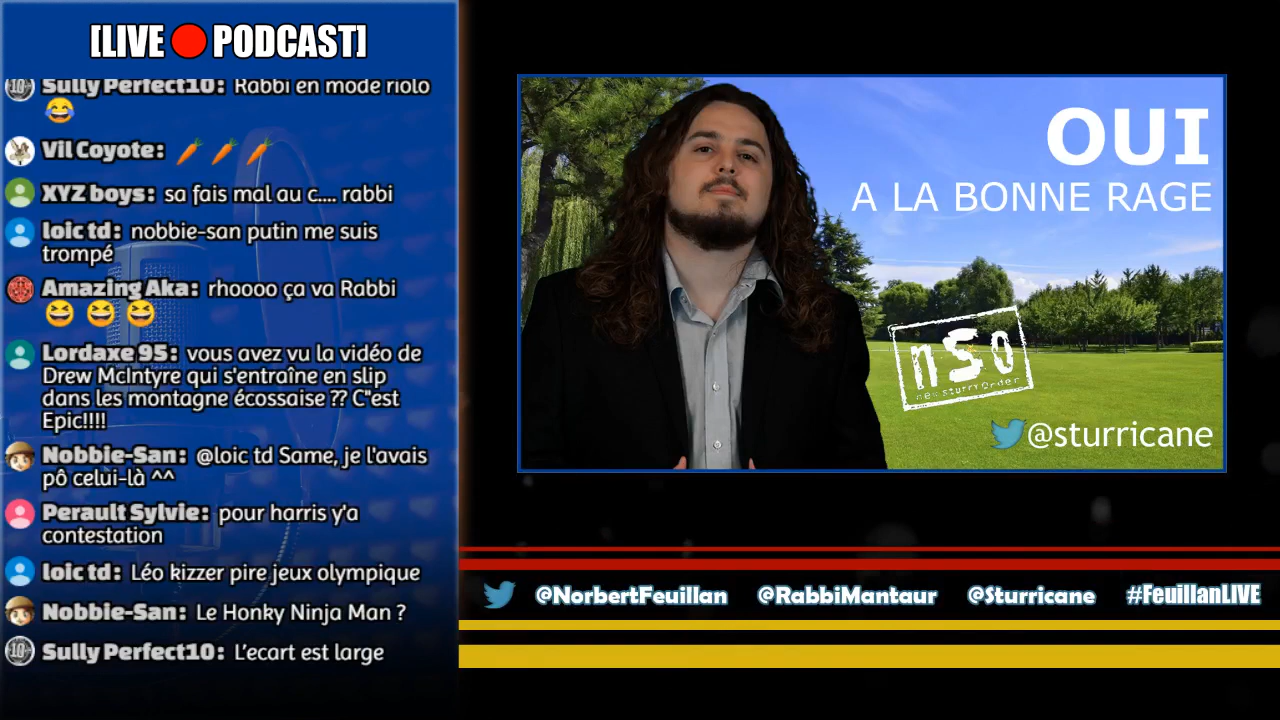 [LIVE PODCAST]
Sully Perfect10: Rabbi en mode riolo
😂
Vil Coyote: 🥕🥕🥕
XYZ boys: sa fais mal au c.... rabbi
loic td: nobbie-san putin me suis
trompé
Amazing Aka: rhoooo ça va Rabbi
😆 😆 😆
Lordaxe 95: vous avez vu la vidéo de
Drew McIntyre qui s'entraîne en slip
dans les montagne écossaise ?? C"est
Epic!!!!
Nobbie-San: @loic td Same, je l'avais
pô celui-là ^^
Perault Sylvie: pour harris y'a
contestation
loic td: Léo kizzer pire jeux olympique
Nobbie-San: Le Honky Ninja Man ?
Sully Perfect10: L'ecart est large
OUI
A LA BONNE RAGE
nSo
new sturrrOrder
@sturricane
@NorbertFeuillan @RabbiMantaur @Sturricane #FeuillanLIVE